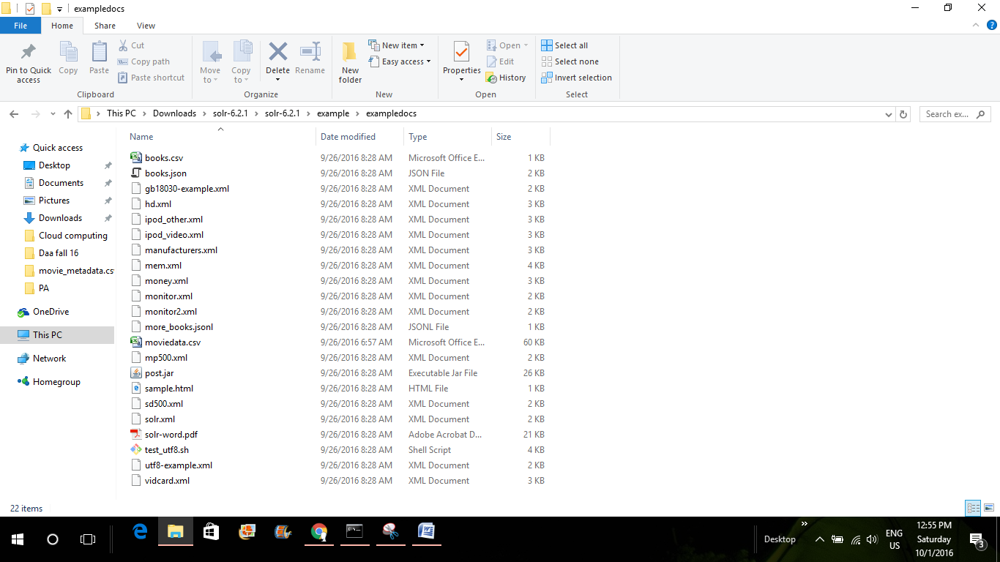 exampledocs
File Home Share View
Pin to Quick access
Copy
Paste
Cut
Copy path
Paste shortcut
Clipboard
Move to
Copy to
Delete
Rename
Organize
New folder
New item
Easy access
New
Properties
Open
Edit
History
Open
Select all
Select none
Invert selection
Select
This PC > Downloads > solr-6.2.1 > solr-6.2.1 > example > exampledocs
Search ex...
Quick access
Desktop
Documents
Pictures
Downloads
Cloud computing
Daa fall 16
movie_metadata.cs
PA
OneDrive
This PC
Network
Homegroup
Name Date modified Type Size
books.csv 9/26/2016 8:28 AM Microsoft Office E... 1 KB
books.json 9/26/2016 8:28 AM JSON File 2 KB
gb18030-example.xml 9/26/2016 8:28 AM XML Document 2 KB
hd.xml 9/26/2016 8:28 AM XML Document 3 KB
ipod_other.xml 9/26/2016 8:28 AM XML Document 3 KB
ipod_video.xml 9/26/2016 8:28 AM XML Document 3 KB
manufacturers.xml 9/26/2016 8:28 AM XML Document 3 KB
mem.xml 9/26/2016 8:28 AM XML Document 4 KB
money.xml 9/26/2016 8:28 AM XML Document 3 KB
monitor.xml 9/26/2016 8:28 AM XML Document 2 KB
monitor2.xml 9/26/2016 8:28 AM XML Document 2 KB
more_books.jsonl 9/26/2016 8:28 AM JSONL File 1 KB
moviedata.csv 9/26/2016 6:57 AM Microsoft Office E... 60 KB
mp500.xml 9/26/2016 8:28 AM XML Document 2 KB
post.jar 9/26/2016 8:28 AM Executable Jar File 26 KB
sample.html 9/26/2016 8:28 AM HTML File 1 KB
sd500.xml 9/26/2016 8:28 AM XML Document 2 KB
solr.xml 9/26/2016 8:28 AM XML Document 2 KB
solr-word.pdf 9/26/2016 8:28 AM Adobe Acrobat D... 21 KB
test_utf8.sh 9/26/2016 8:28 AM Shell Script 4 KB
utf8-example.xml 9/26/2016 8:28 AM XML Document 2 KB
vidcard.xml 9/26/2016 8:28 AM XML Document 3 KB
22 items
Desktop
ENG
US
12:55 PM
Saturday
10/1/2016
3